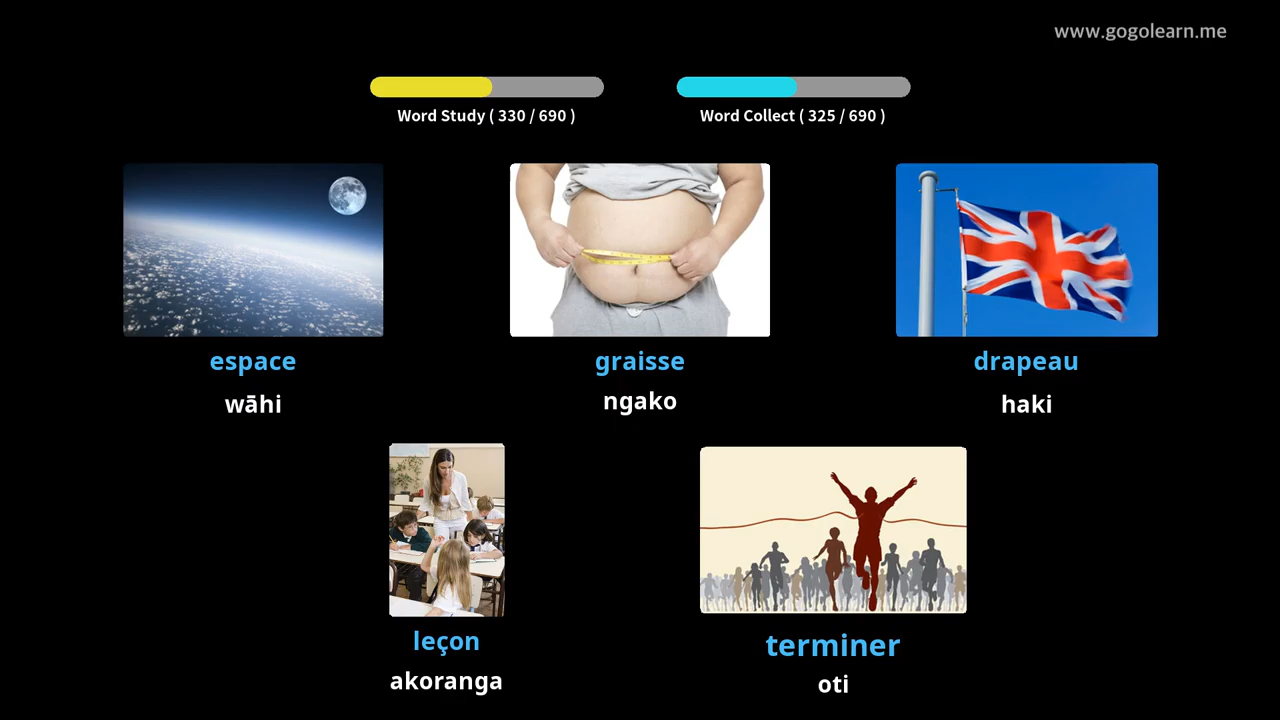 www.gogolearn.me
Word Study ( 330 / 690 )
Word Collect ( 325 / 690 )
espace
wāhi
graisse
ngako
drapeau
haki
leçon
akoranga
terminer
oti